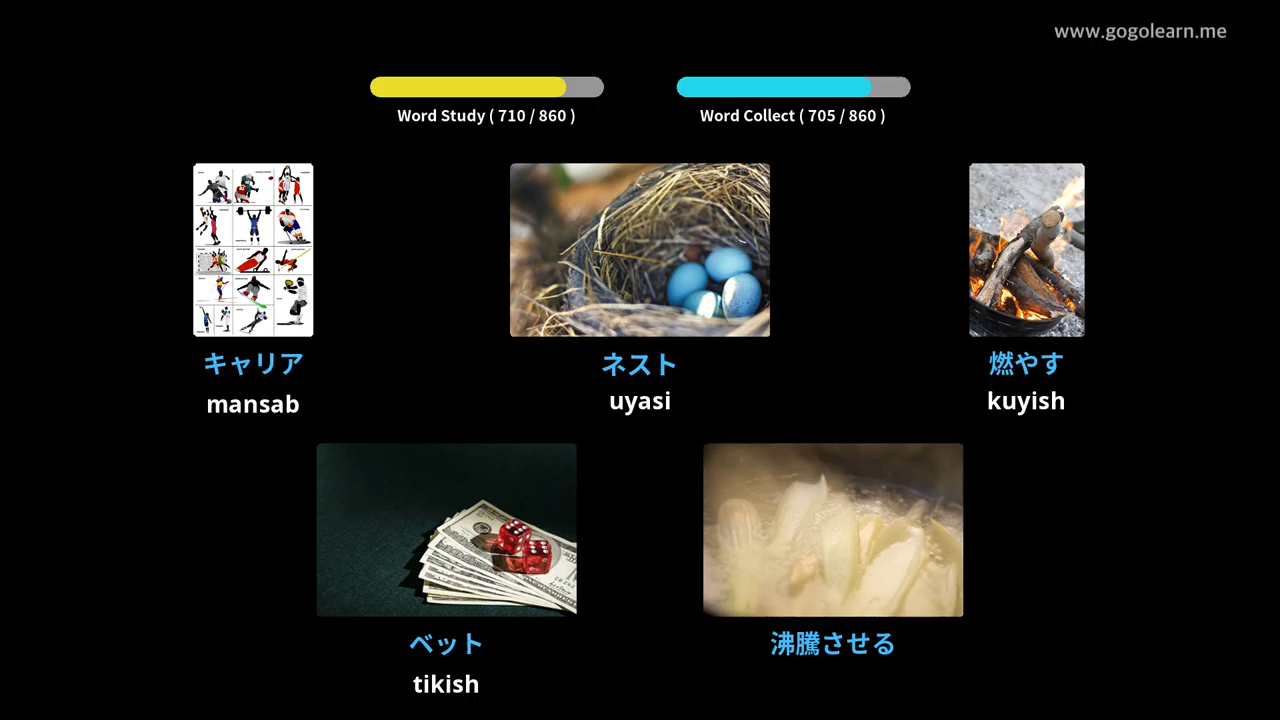 www.gogolearn.me
Word Study ( 710 / 860 )
Word Collect ( 705 / 860 )
キャリア
mansab
ネスト
uyasi
燃やす
kuyish
ベット
tikish
沸騰させる